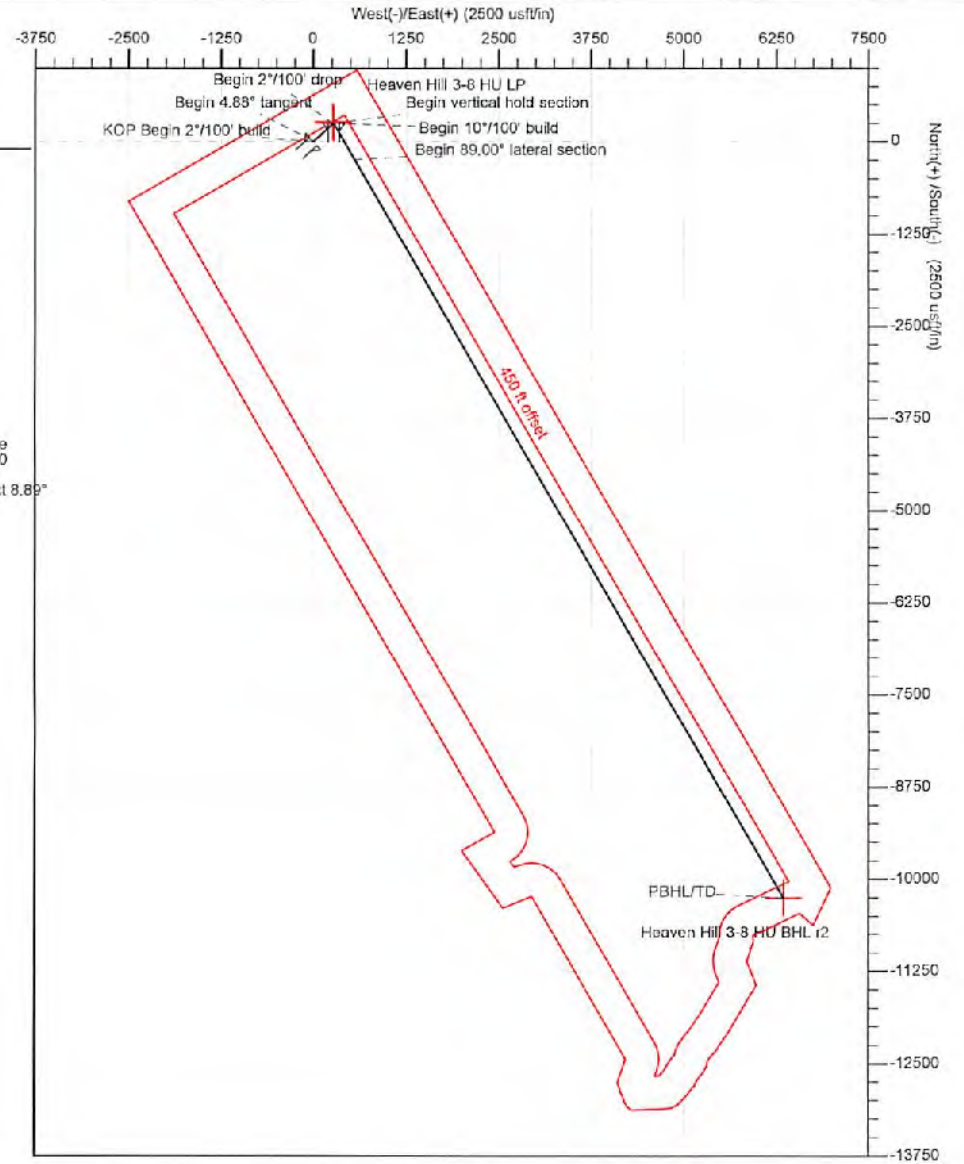 West(-)/East(+) (2500 usft/in)
-3750 -2500 -1250 0 1250 2500 3750 5000 6250 7500
Begin 2°/100' drop
Heaven Hill 3-8 HU LP
Begin 4.88° tangent
Begin vertical hold section
KOP Begin 2°/100' build
Begin 10°/100' build
Begin 89.00° lateral section
0
-1250
-2500
-3750
-5000
-6250
-7500
-8750
-10000
-11250
-12500
-13750
North(+) /South(-) (2500 usft/in)
450 ft offset
e
0
t 8.89°
PBHL/TD
Heaven Hill 3-8 HU BHL r2